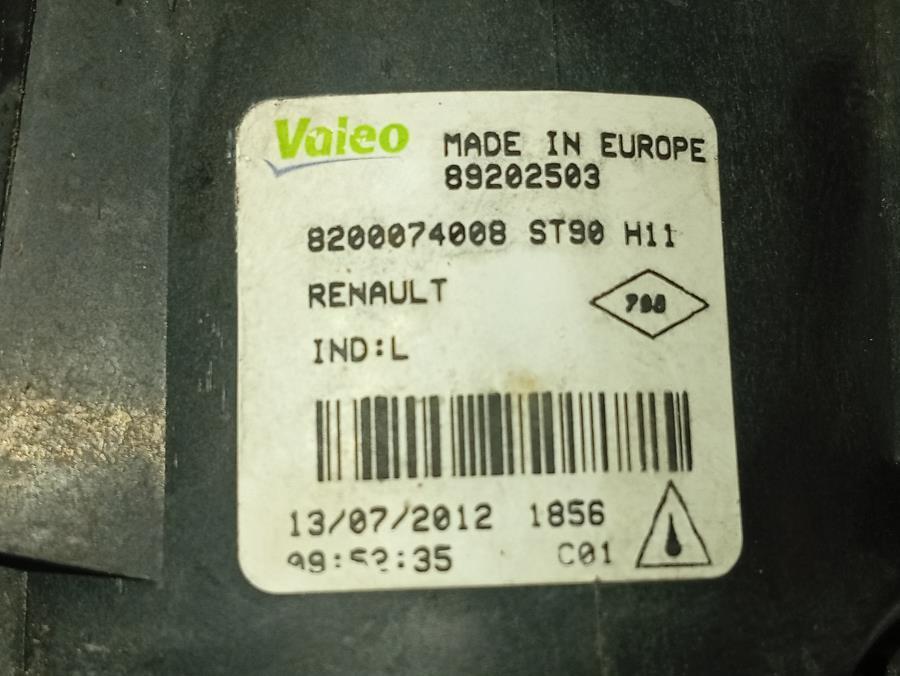 Valeo
MADE IN EUROPE
89202503
8200074008 ST90 H11
RENAULT
IND:L
13/07/2012 1856
C01